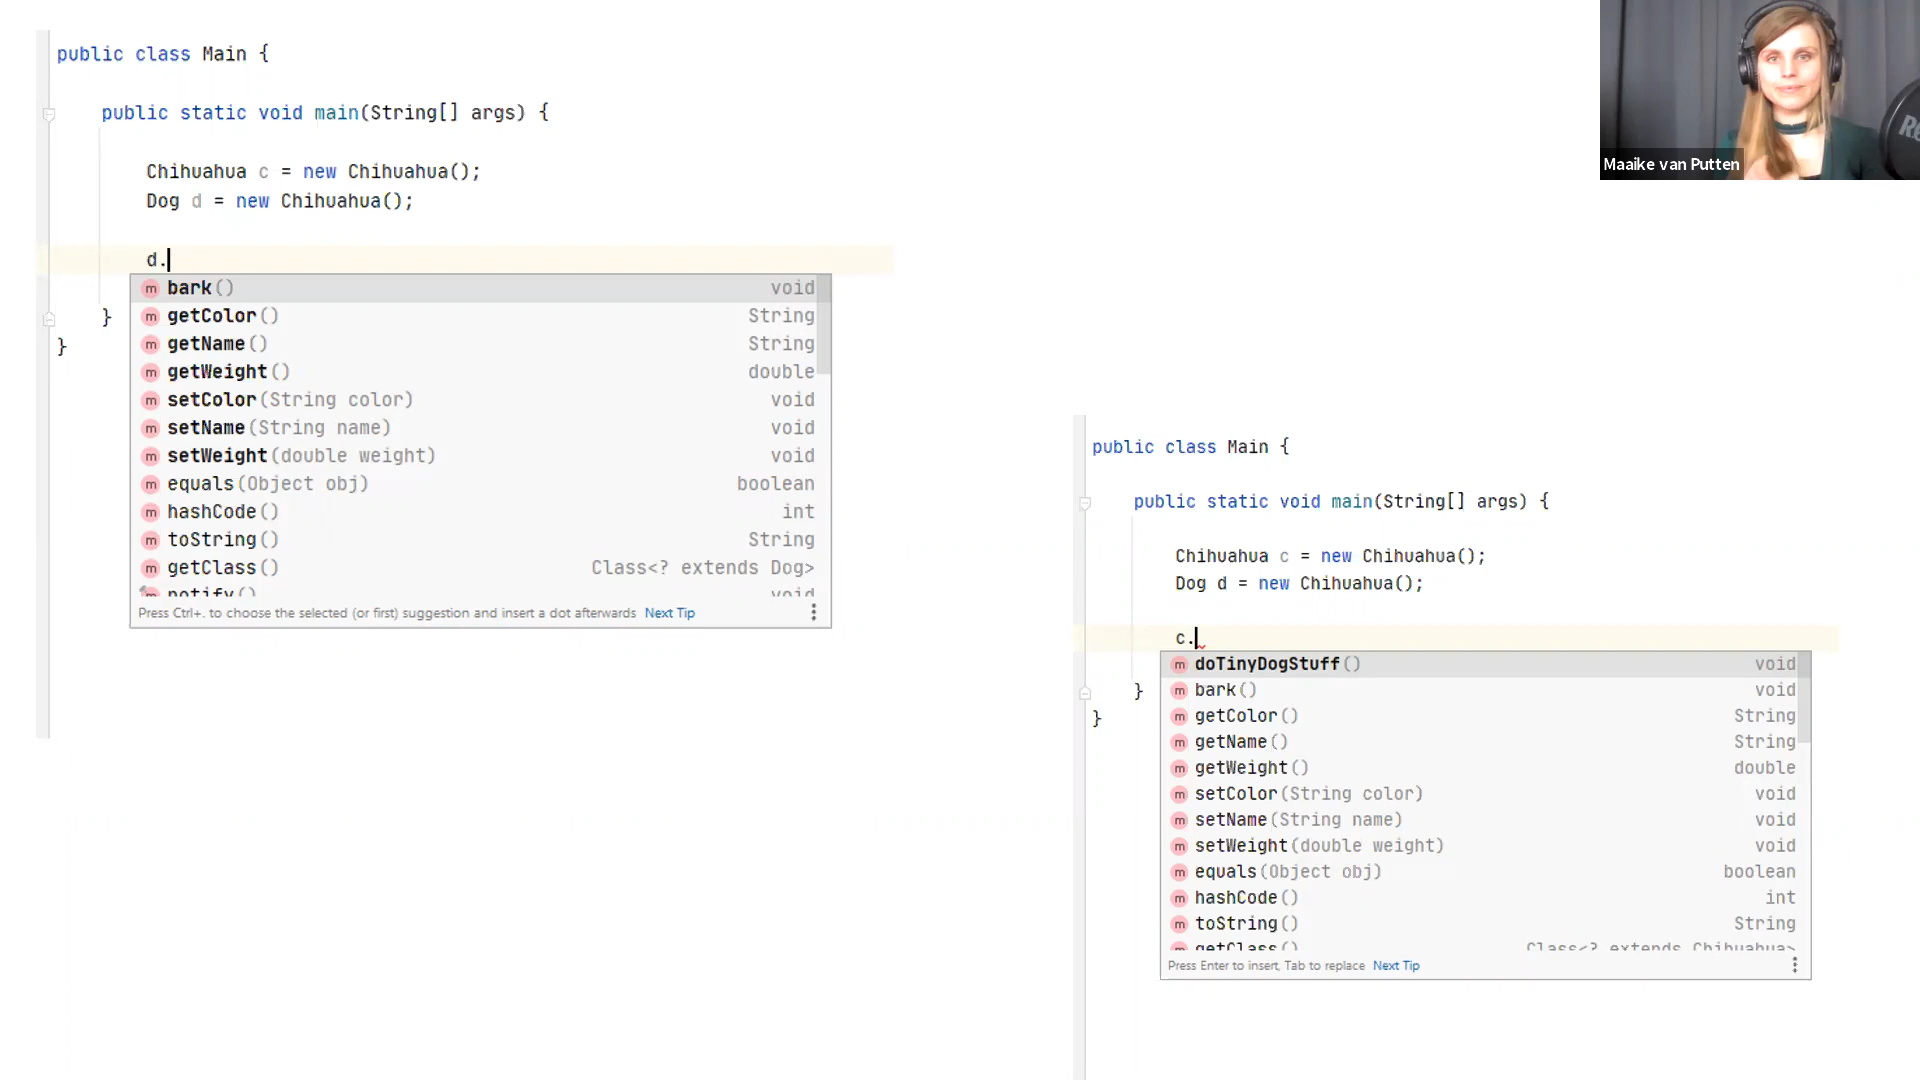 public class Main {
public static void main(String[] args) {
Chihuahua c = new Chihuahua();
Dog d = new Chihuahua();
d.
bark() void
getColor() String
getName() String
getWeight() double
setColor(String color) void
setName(String name) void
setWeight(double weight) void
equals(Object obj) boolean
hashCode() int
toString() String
getClass() Class<? extends Dog>
notify() void
Press Ctrl+. to choose the selected (or first) suggestion and insert a dot afterwards Next Tip
}
}
Maaike van Putten
public class Main {
public static void main(String[] args) {
Chihuahua c = new Chihuahua();
Dog d = new Chihuahua();
c.
doTinyDogStuff() void
bark() void
getColor() String
getName() String
getWeight() double
setColor(String color) void
setName(String name) void
setWeight(double weight) void
equals(Object obj) boolean
hashCode() int
toString() String
getClass() Class<? extends Chihuahua>
Press Enter to insert, Tab to replace Next Tip
}
}